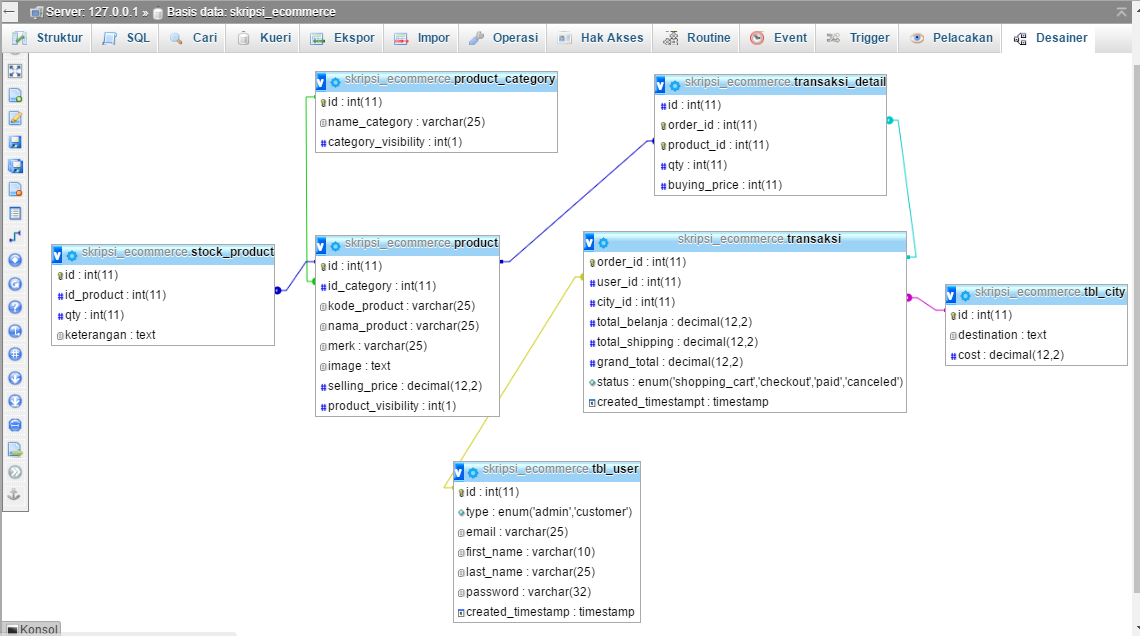 Server: 127.0.0.1 » Basis data: skripsi_ecommerce
Struktur SQL Cari Kueri Ekspor Impor Operasi Hak Akses Routine Event Trigger Pelacakan Desainer
skripsi_ecommerce.product_category
id : int(11)
name_category : varchar(25)
category_visibility : int(1)
skripsi_ecommerce.transaksi_detail
id : int(11)
order_id : int(11)
product_id : int(11)
qty : int(11)
buying_price : int(11)
skripsi_ecommerce.stock_product
id : int(11)
id_product : int(11)
qty : int(11)
keterangan : text
skripsi_ecommerce.product
id : int(11)
id_category : int(11)
kode_product : varchar(25)
nama_product : varchar(25)
merk : varchar(25)
image : text
selling_price : decimal(12,2)
product_visibility : int(1)
skripsi_ecommerce.transaksi
order_id : int(11)
user_id : int(11)
city_id : int(11)
total_belanja : decimal(12,2)
total_shipping : decimal(12,2)
grand_total : decimal(12,2)
status : enum('shopping_cart','checkout','paid','canceled')
created_timestampt : timestamp
skripsi_ecommerce.tbl_city
id : int(11)
destination : text
cost : decimal(12,2)
skripsi_ecommerce.tbl_user
id : int(11)
type : enum('admin','customer')
email : varchar(25)
first_name : varchar(10)
last_name : varchar(25)
password : varchar(32)
created_timestamp : timestamp
Konsol